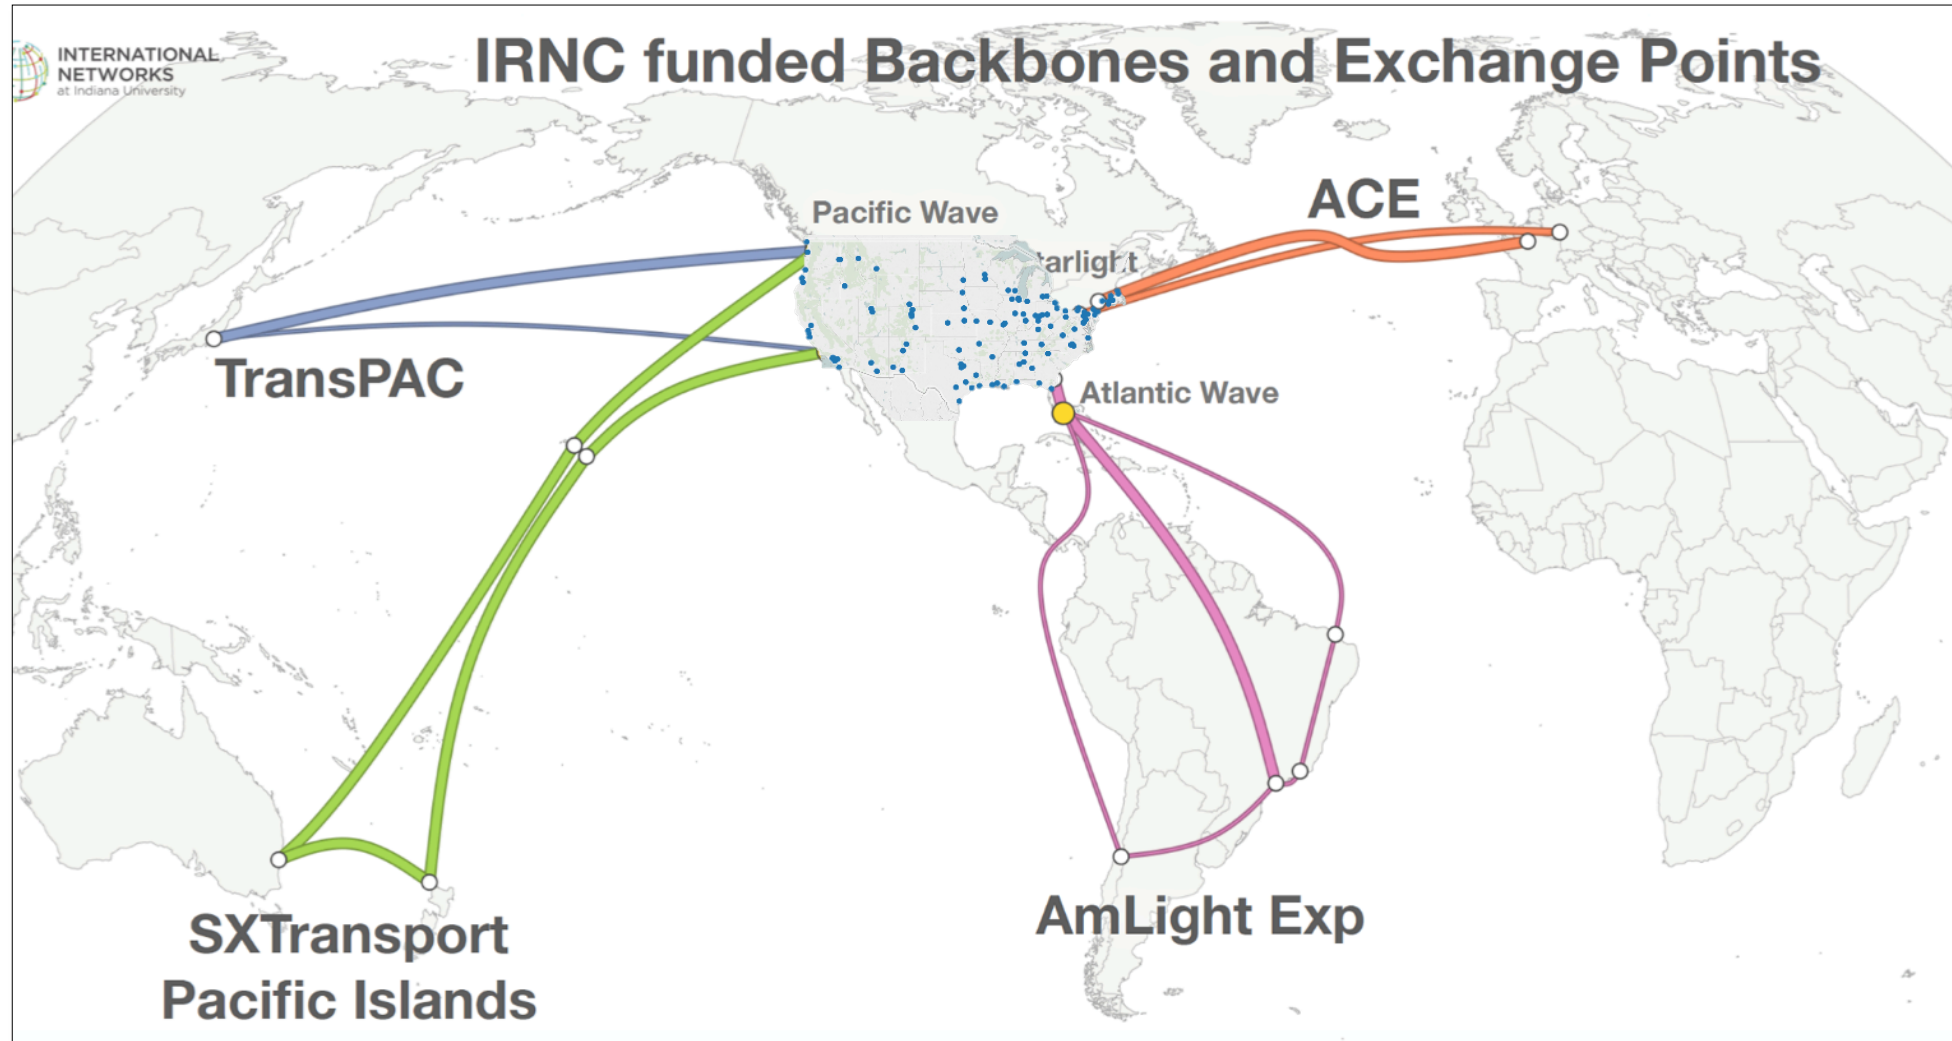 INTERNATIONAL
NETWORKS
at Indiana University
IRNC funded Backbones and Exchange Points
Pacific Wave
ACE
tarlight
TransPAC
Atlantic Wave
AmLight Exp
SXTransport
Pacific Islands